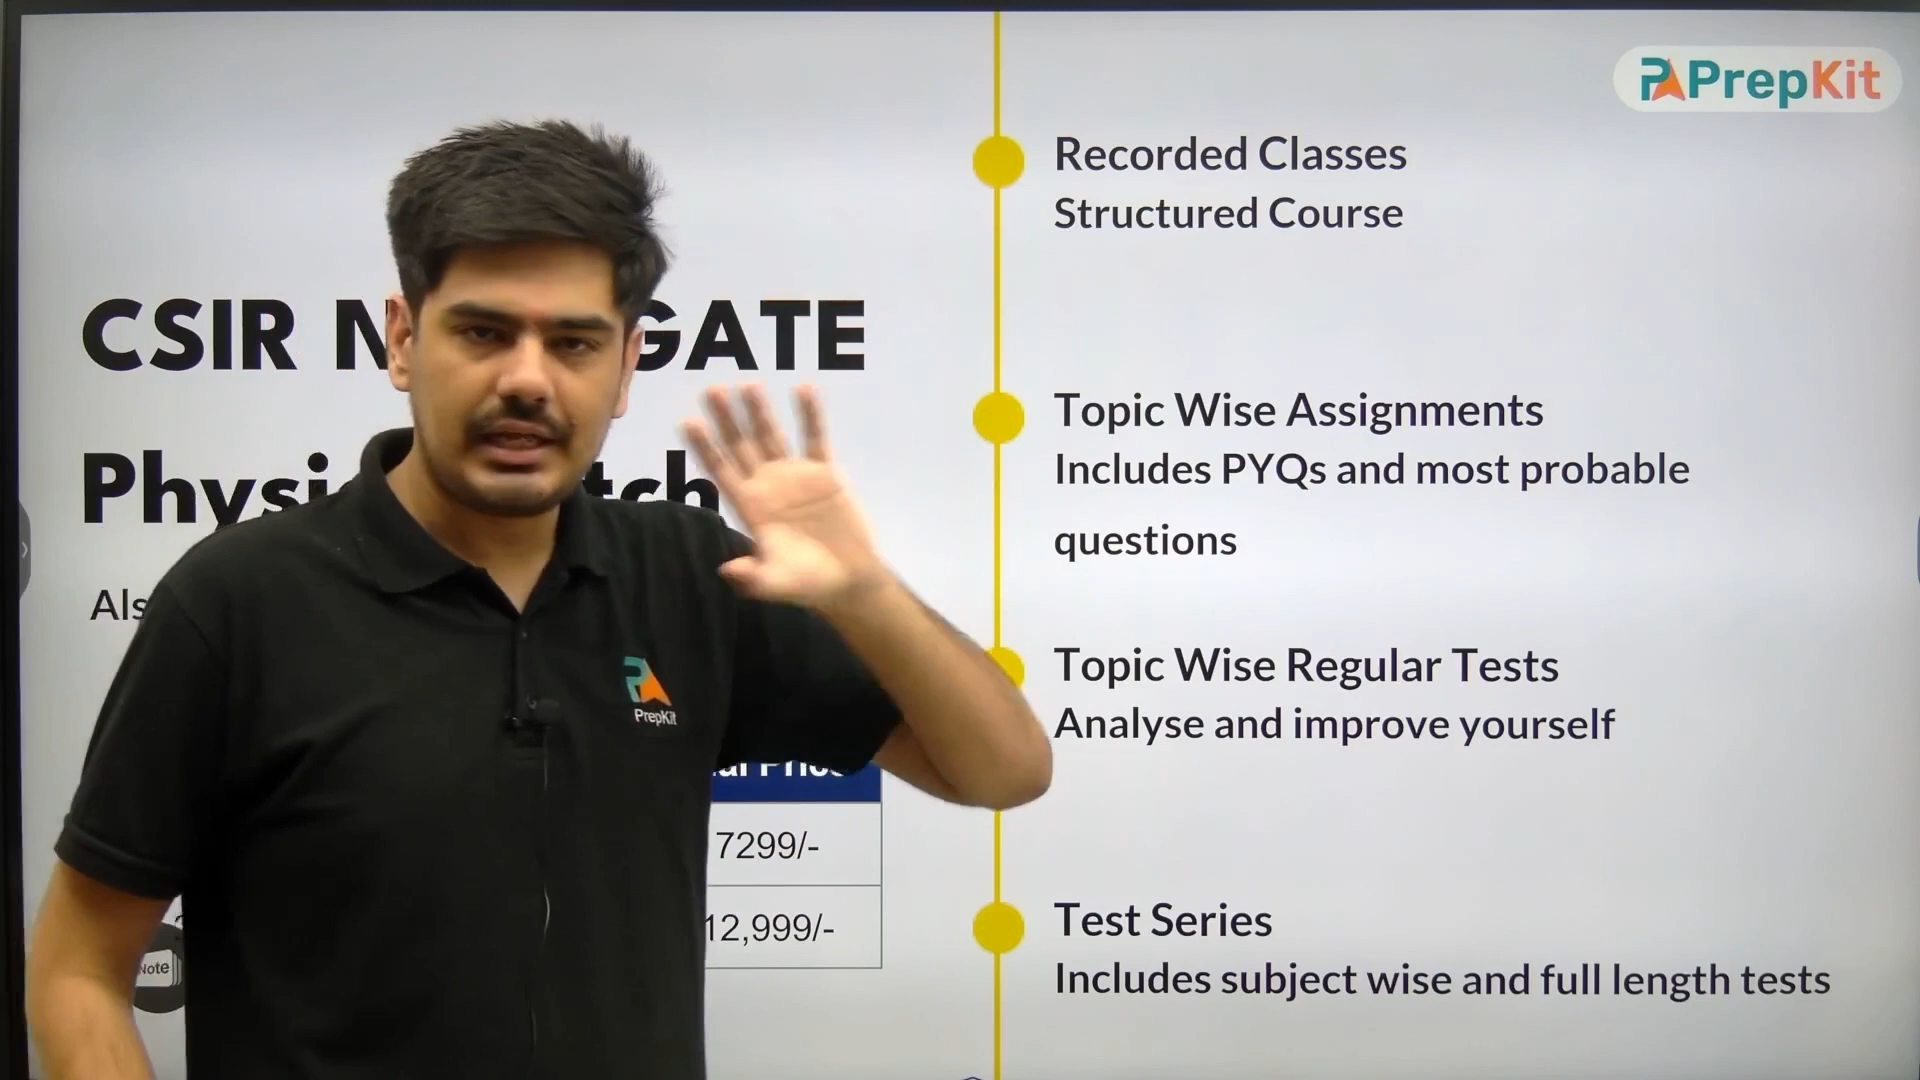 PrepKit
Recorded Classes
Structured Course
CSIR GATE
Topic Wise Assignments
Includes PYQs and most probable
questions
Topic Wise Regular Tests
Analyse and improve yourself
PrepKit
7299/-
12,999/-
Note
Test Series
Includes subject wise and full length tests